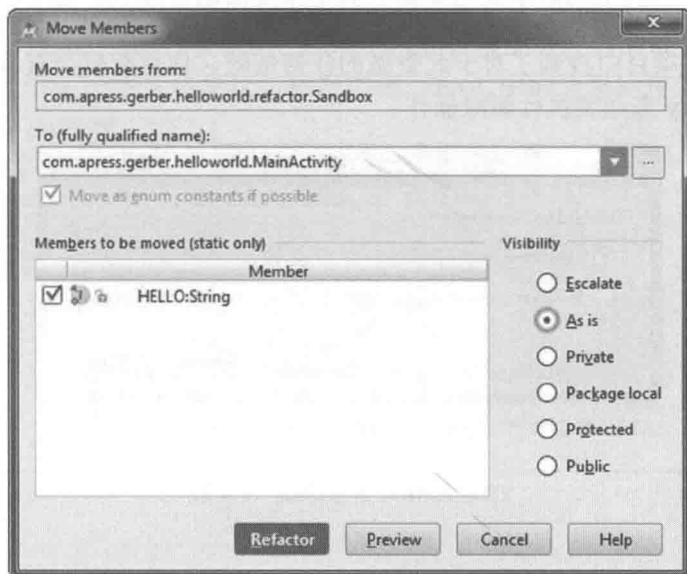 Move Members
Move members from:
com.apress.gerber.helloworld.refactor.Sandbox
To (fully qualified name):
com.apress.gerber.helloworld.MainActivity
...
Move as enum constants if possible
Members to be moved (static only)
Visibility
Member
HELLO:String
Escalate
As is
Private
Package local
Protected
Public
Refactor
Preview
Cancel
Help